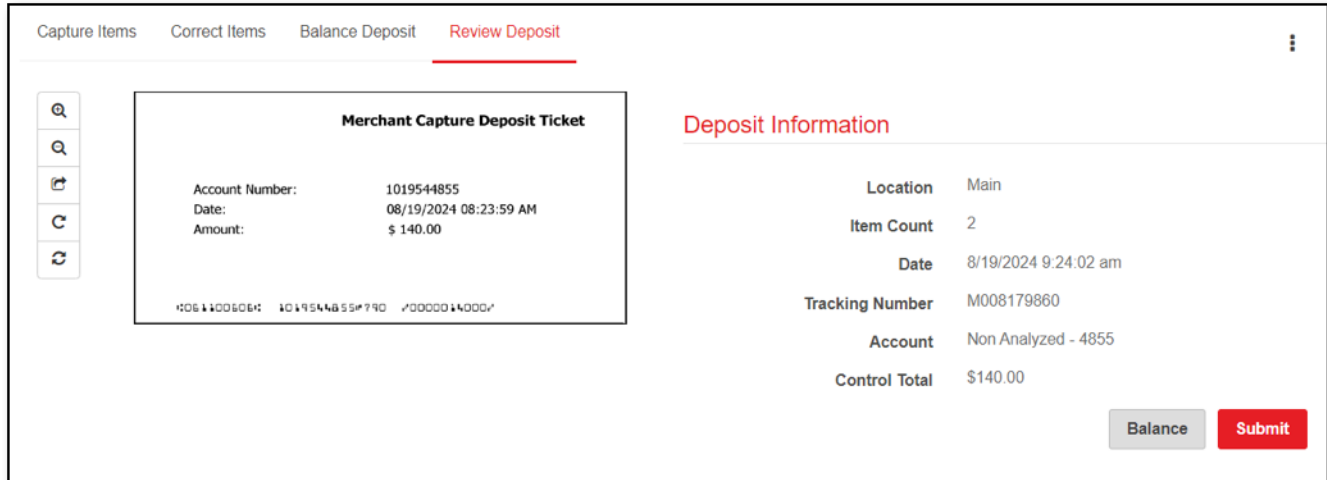 Capture Items Correct Items Balance Deposit Review Deposit
Merchant Capture Deposit Ticket
Account Number: 1019544855
Date: 08/19/2024 08:23:59 AM
Amount: $ 140.00
⑆061100606⑆ 1019544855⑈790 ⑇0000014000⑇
Deposit Information
Location Main
Item Count 2
Date 8/19/2024 9:24:02 am
Tracking Number M008179860
Account Non Analyzed - 4855
Control Total $140.00
Balance Submit